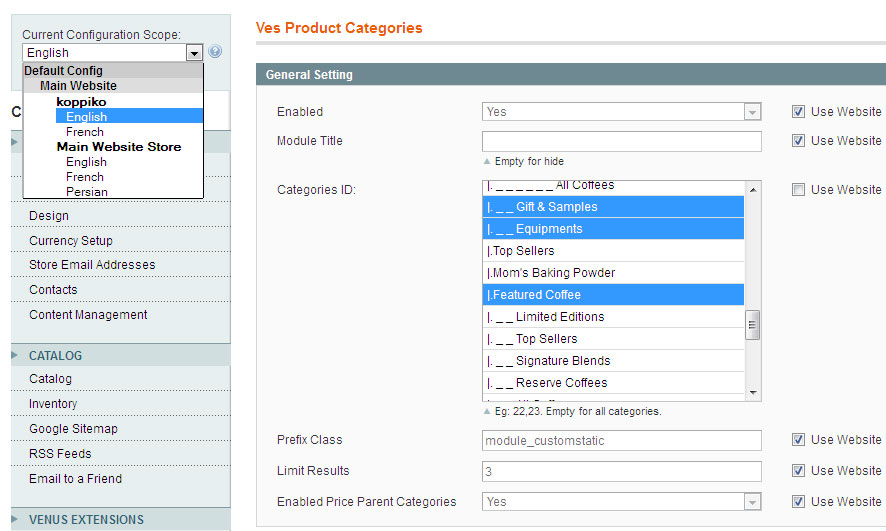 Current Configuration Scope:
English
Default Config
Main Website
koppiko
English
French
Main Website Store
English
French
Persian
C
Design
Currency Setup
Store Email Addresses
Contacts
Content Management
CATALOG
Catalog
Inventory
Google Sitemap
RSS Feeds
Email to a Friend
VENUS EXTENSIONS
Ves Product Categories
General Setting
Enabled Yes Use Website
Module Title Use Website
Empty for hide
Categories ID: Use Website
|. _ _ _ _ _ _ All Coffees
|. _ _ Gift & Samples
|. _ _ Equipments
|.Top Sellers
|.Mom's Baking Powder
|.Featured Coffee
|. _ _ Limited Editions
|. _ _ Top Sellers
|. _ _ Signature Blends
|. _ _ Reserve Coffees
Eg: 22,23. Empty for all categories.
Prefix Class module_customstatic Use Website
Limit Results 3 Use Website
Enabled Price Parent Categories Yes Use Website